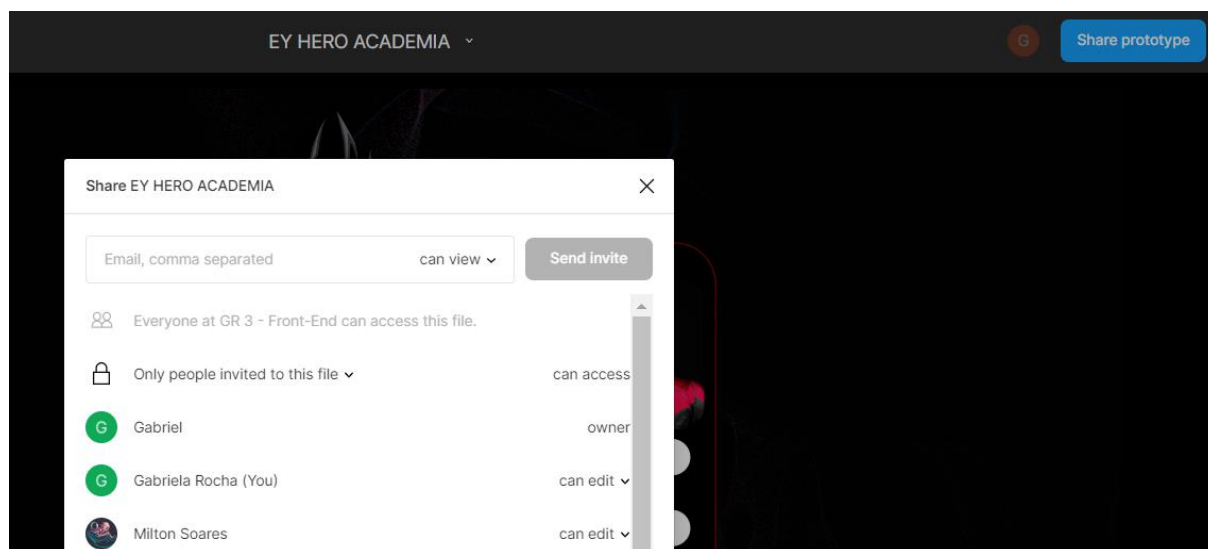 EY HERO ACADEMIA
G
Share prototype
Share EY HERO ACADEMIA
Email, comma separated can view Send invite
Everyone at GR 3 - Front-End can access this file.
Only people invited to this file can access
G Gabriel owner
G Gabriela Rocha (You) can edit
Milton Soares can edit